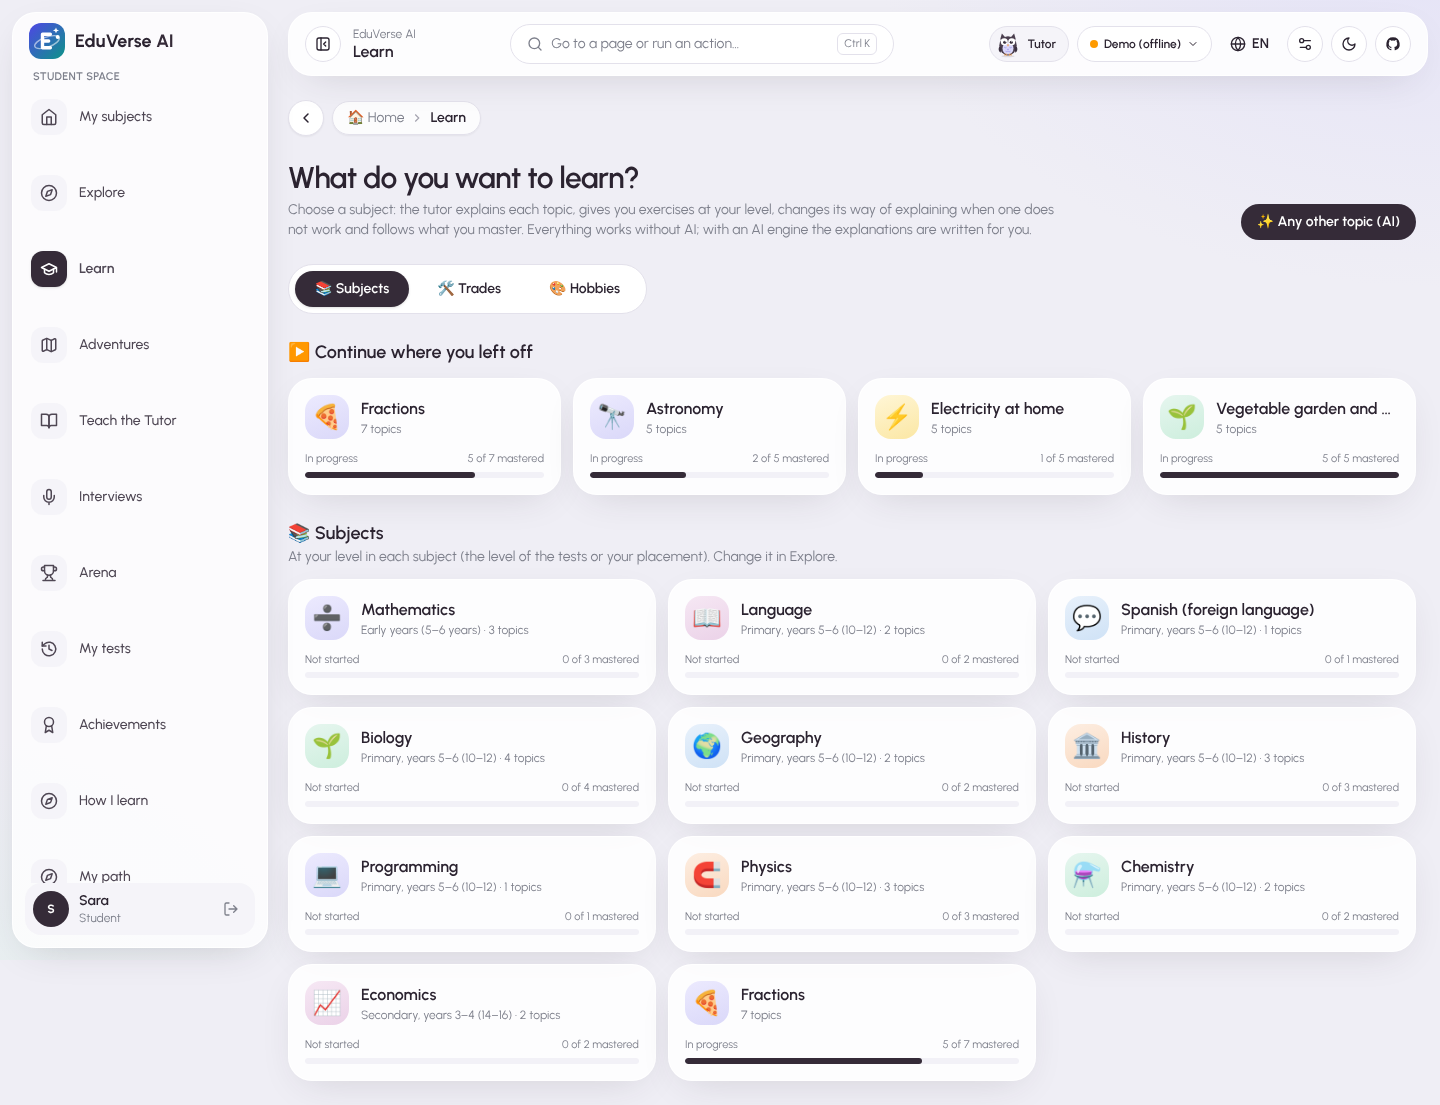 EduVerse AI
STUDENT SPACE
My subjects
Explore
Learn
Adventures
Teach the Tutor
Interviews
Arena
My tests
Achievements
How I learn
My path
S
Sara
Student
EduVerse AI
Learn
Go to a page or run an action...
Ctrl K
Tutor
Demo (offline)
EN
Home
Learn
What do you want to learn?
Choose a subject: the tutor explains each topic, gives you exercises at your level, changes its way of explaining when one does
not work and follows what you master. Everything works without AI; with an AI engine the explanations are written for you.
Any other topic (AI)
Subjects
Trades
Hobbies
Continue where you left off
Fractions
7 topics
In progress
5 of 7 mastered
Astronomy
5 topics
In progress
2 of 5 mastered
Electricity at home
5 topics
In progress
1 of 5 mastered
Vegetable garden and ...
5 topics
In progress
5 of 5 mastered
Subjects
At your level in each subject (the level of the tests or your placement). Change it in Explore.
Mathematics
Early years (5–6 years) · 3 topics
Not started
0 of 3 mastered
Language
Primary, years 5–6 (10–12) · 2 topics
Not started
0 of 2 mastered
Spanish (foreign language)
Primary, years 5–6 (10–12) · 1 topics
Not started
0 of 1 mastered
Biology
Primary, years 5–6 (10–12) · 4 topics
Not started
0 of 4 mastered
Geography
Primary, years 5–6 (10–12) · 2 topics
Not started
0 of 2 mastered
History
Primary, years 5–6 (10–12) · 3 topics
Not started
0 of 3 mastered
Programming
Primary, years 5–6 (10–12) · 1 topics
Not started
0 of 1 mastered
Physics
Primary, years 5–6 (10–12) · 3 topics
Not started
0 of 3 mastered
Chemistry
Primary, years 5–6 (10–12) · 2 topics
Not started
0 of 2 mastered
Economics
Secondary, years 3–4 (14–16) · 2 topics
Not started
0 of 2 mastered
Fractions
7 topics
In progress
5 of 7 mastered